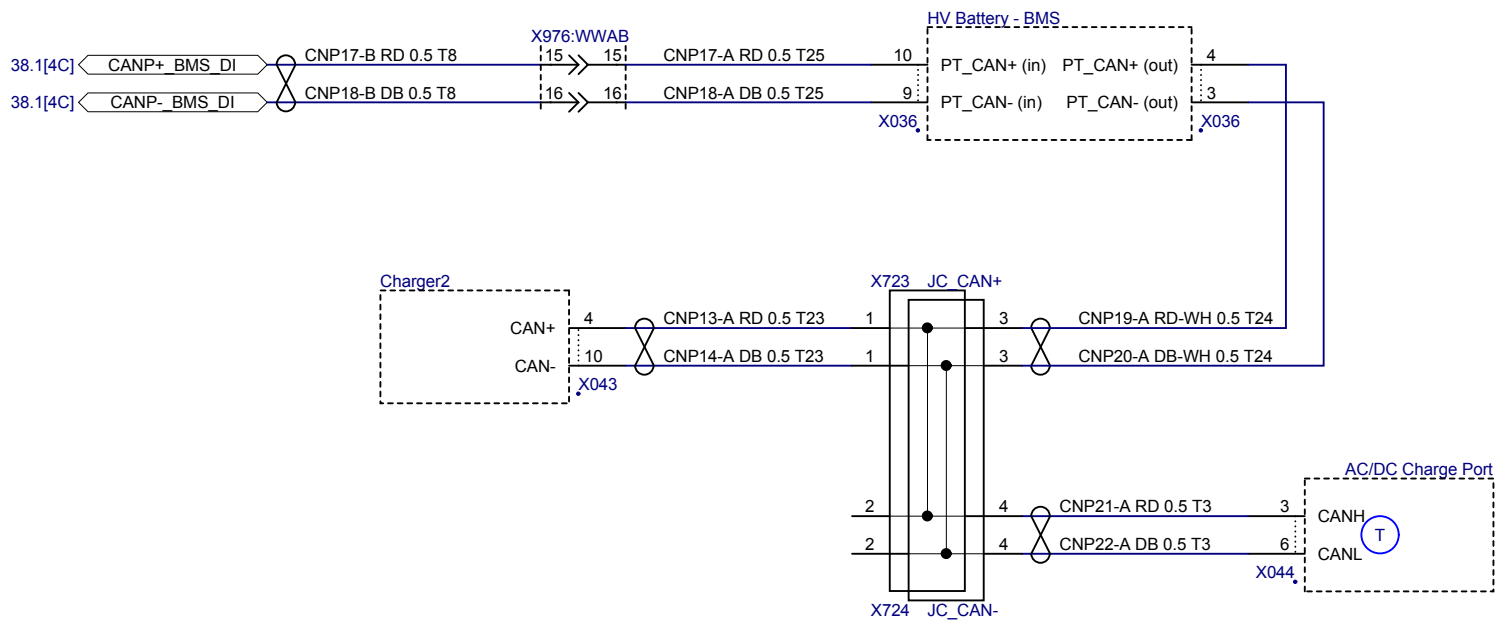 HV Battery - BMS
X976:WWAB
38.1[4C] CANP+_BMS_DI CNP17-B RD 0.5 T8 15 15 CNP17-A RD 0.5 T25 10 PT_CAN+ (in) PT_CAN+ (out) 4
38.1[4C] CANP-_BMS_DI CNP18-B DB 0.5 T8 16 16 CNP18-A DB 0.5 T25 9 PT_CAN- (in) PT_CAN- (out) 3
X036 X036
Charger2 X723 JC_CAN+
CAN+ 4 CNP13-A RD 0.5 T23 1 3 CNP19-A RD-WH 0.5 T24
CAN- 10 CNP14-A DB 0.5 T23 1 3 CNP20-A DB-WH 0.5 T24
X043
AC/DC Charge Port
2 4 CNP21-A RD 0.5 T3 3 CANH
T
2 4 CNP22-A DB 0.5 T3 6 CANL
X044
X724 JC_CAN-